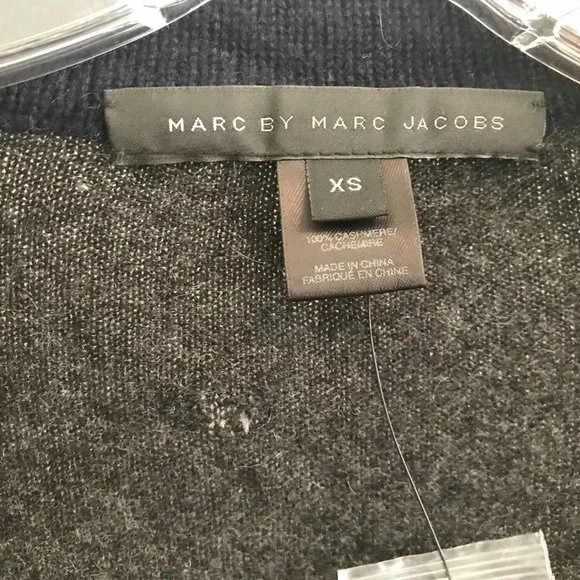 MARC BY MARC JACOBS
XS
100% CASHMERE/
CACHEMIRE
MADE IN CHINA
FABRIQUÉ EN CHINE